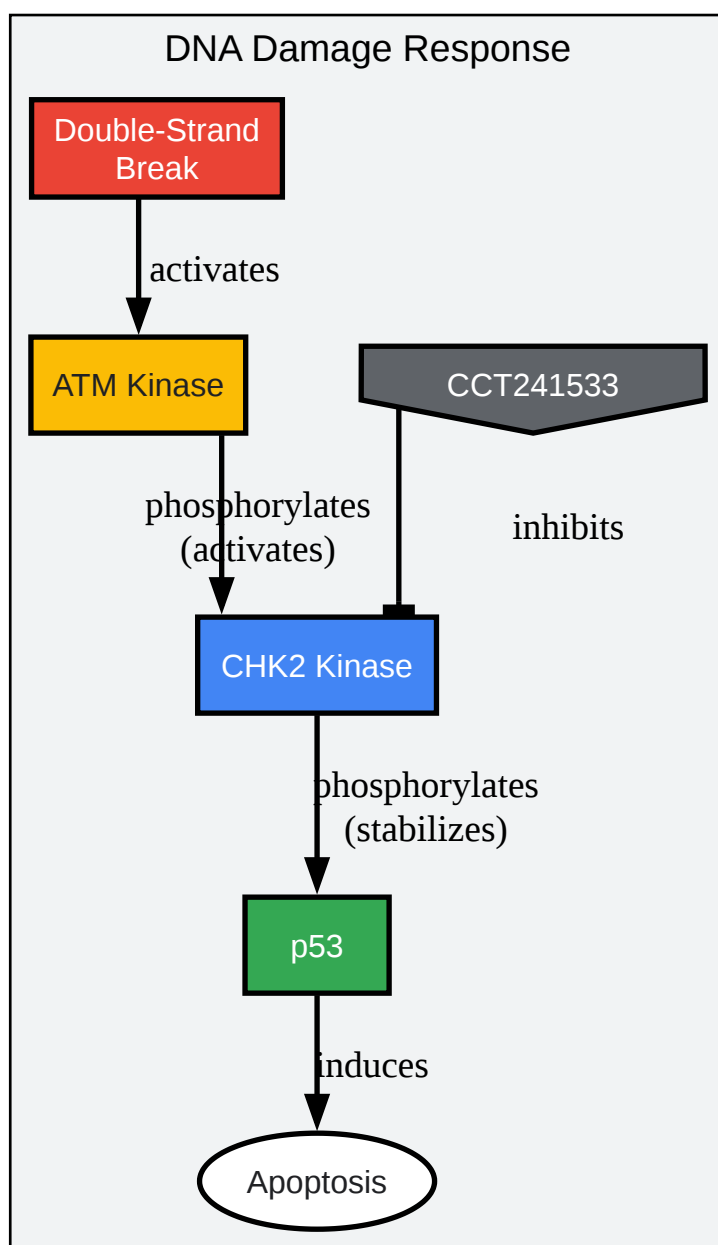 DNA Damage Response
Double-Strand
Break
activates
ATM Kinase
CCT241533
phosphorylates
(activates)
inhibits
CHK2 Kinase
phosphorylates
(stabilizes)
p53
induces
Apoptosis